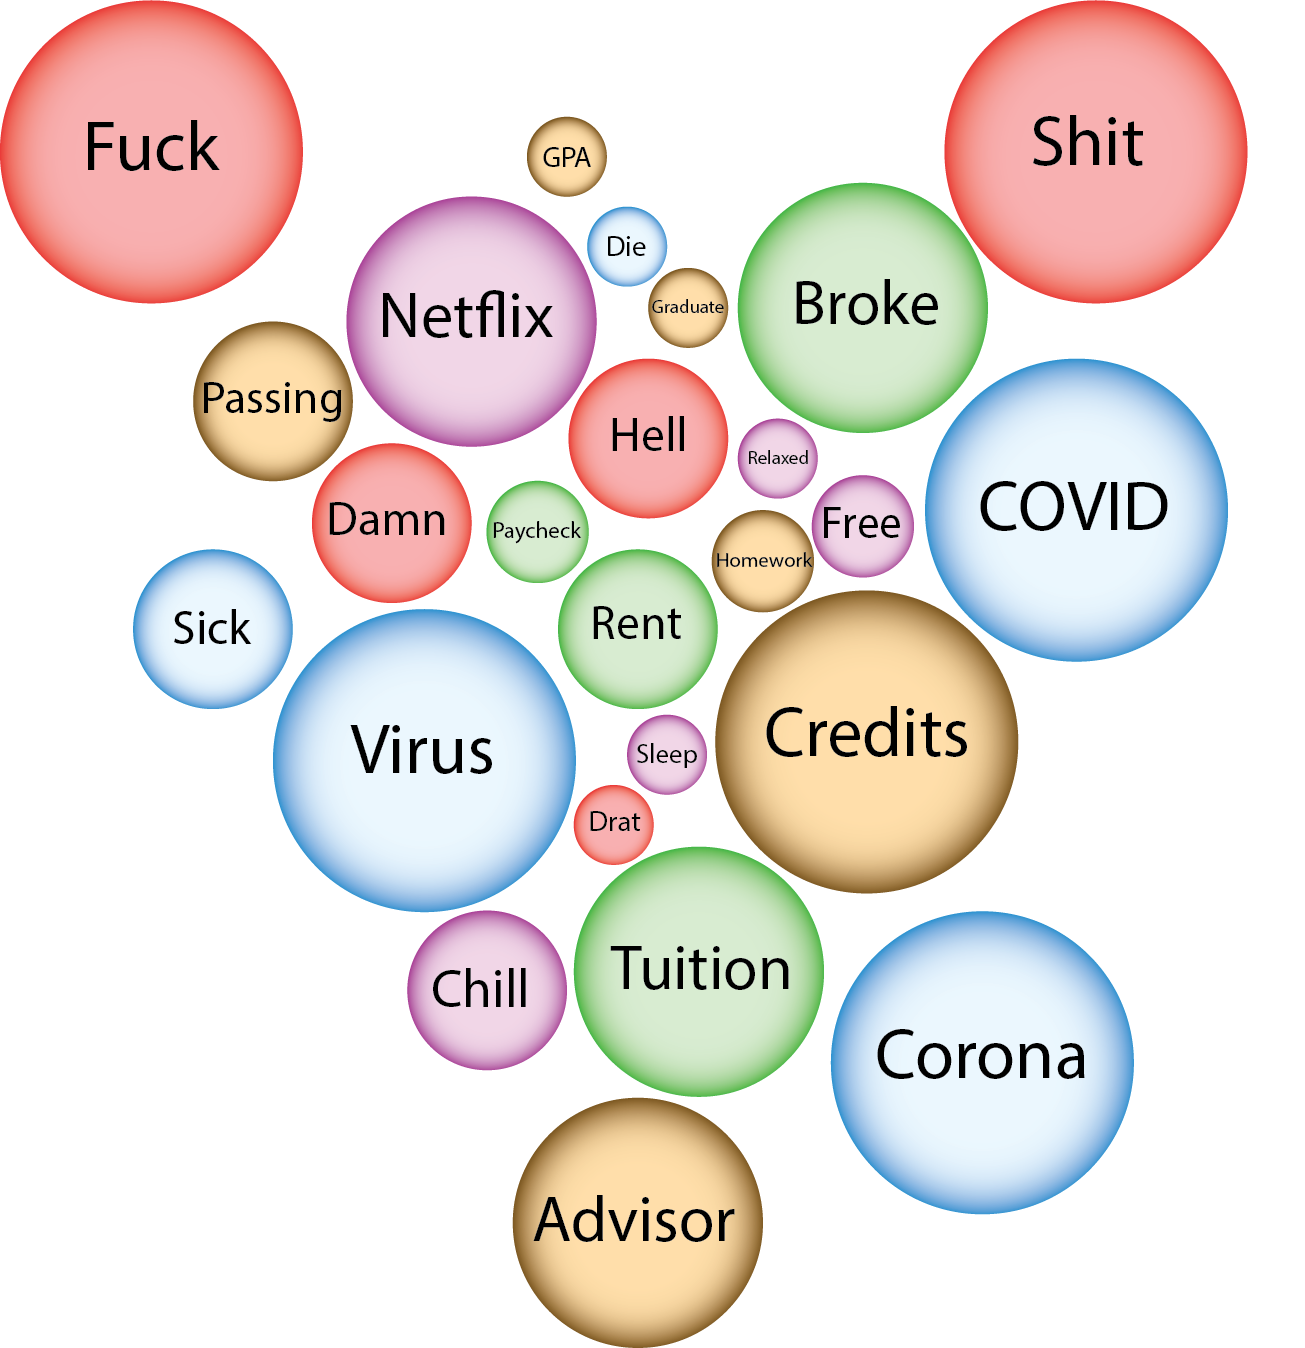 Fuck
Shit
GPA
Die
Netflix
Graduate
Broke
Passing
Hell
Relaxed
COVID
Damn
Paycheck
Free
Homework
Sick
Rent
Virus
Credits
Sleep
Drat
Chill
Tuition
Corona
Advisor